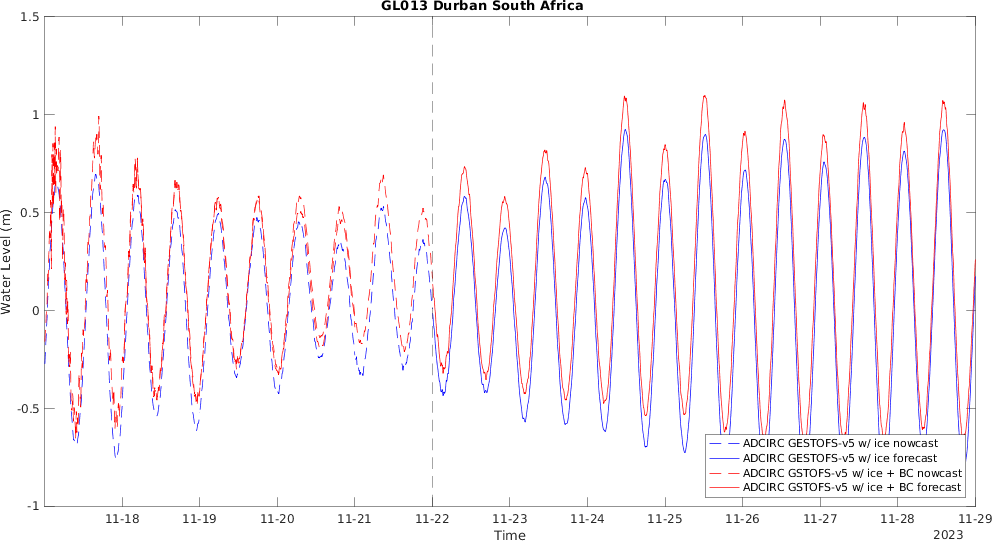 GL013 Durban South Africa
1.5
1
0.5
0
-0.5
-1
Water Level (m)
11-18
11-19
11-20
11-21
11-22
11-23
11-24
11-25
11-26
11-27
11-28
11-29
Time
2023
ADCIRC GESTOFS-v5 w/ ice nowcast
ADCIRC GESTOFS-v5 w/ ice forecast
ADCIRC GSTOFS-v5 w/ ice + BC nowcast
ADCIRC GSTOFS-v5 w/ ice + BC forecast